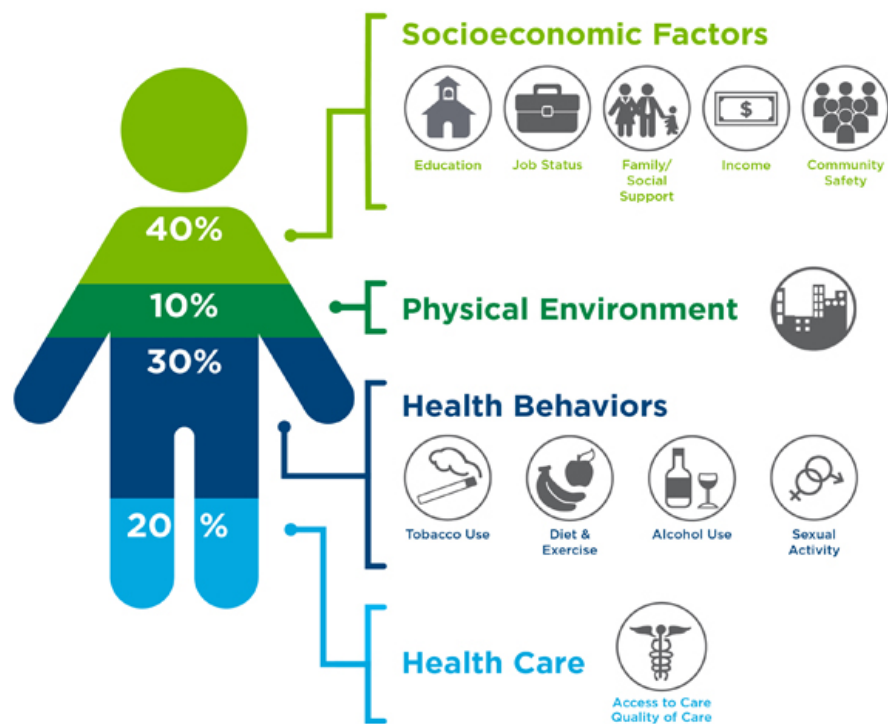 Socioeconomic Factors
Education
Job Status
Family/
Social
Support
Income
Community
Safety
40%
10%
Physical Environment
30%
Health Behaviors
Tobacco Use
Diet &
Exercise
Alcohol Use
Sexual
Activity
20 %
Health Care
Access to Care
Quality of Care
$